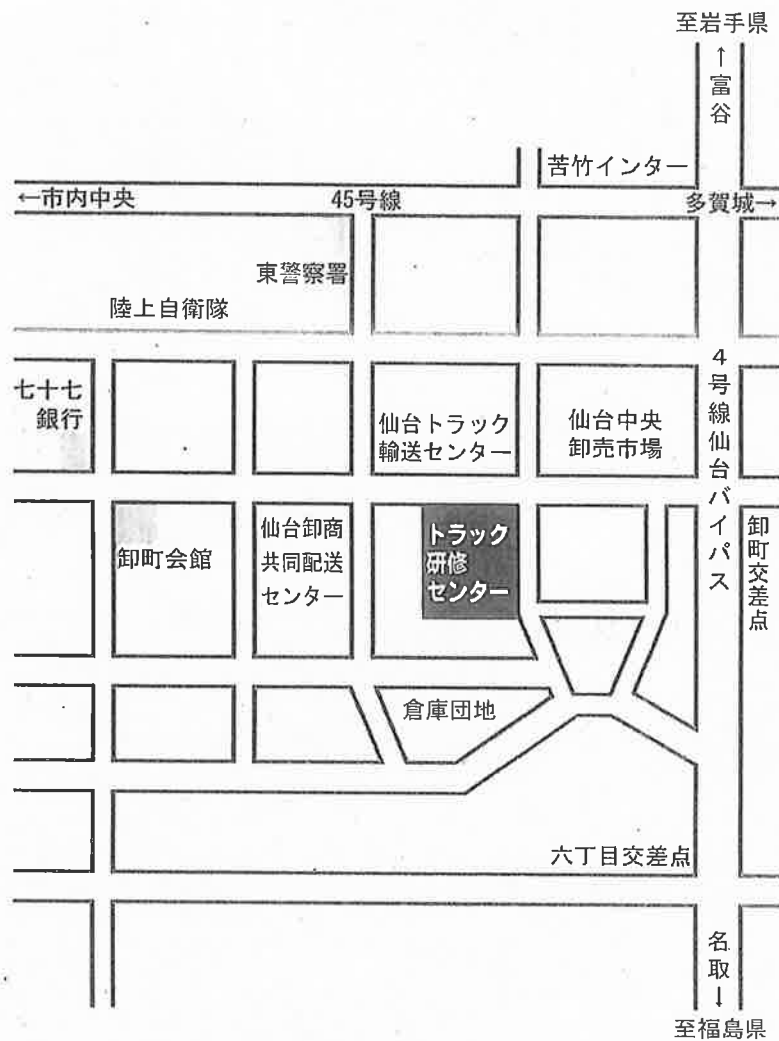 至岩手県
↑富谷
苦竹インター
←市内中央
45号線
多賀城→
東警察署
陸上自衛隊
七十七
銀行
仙台トラック
輸送センター
仙台中央
卸売市場
4号線仙台バイパス
卸町会館
仙台卸商
共同配送
センター
トラック
研修
センター
卸町交差点
倉庫団地
六丁目交差点
名取↓
至福島県